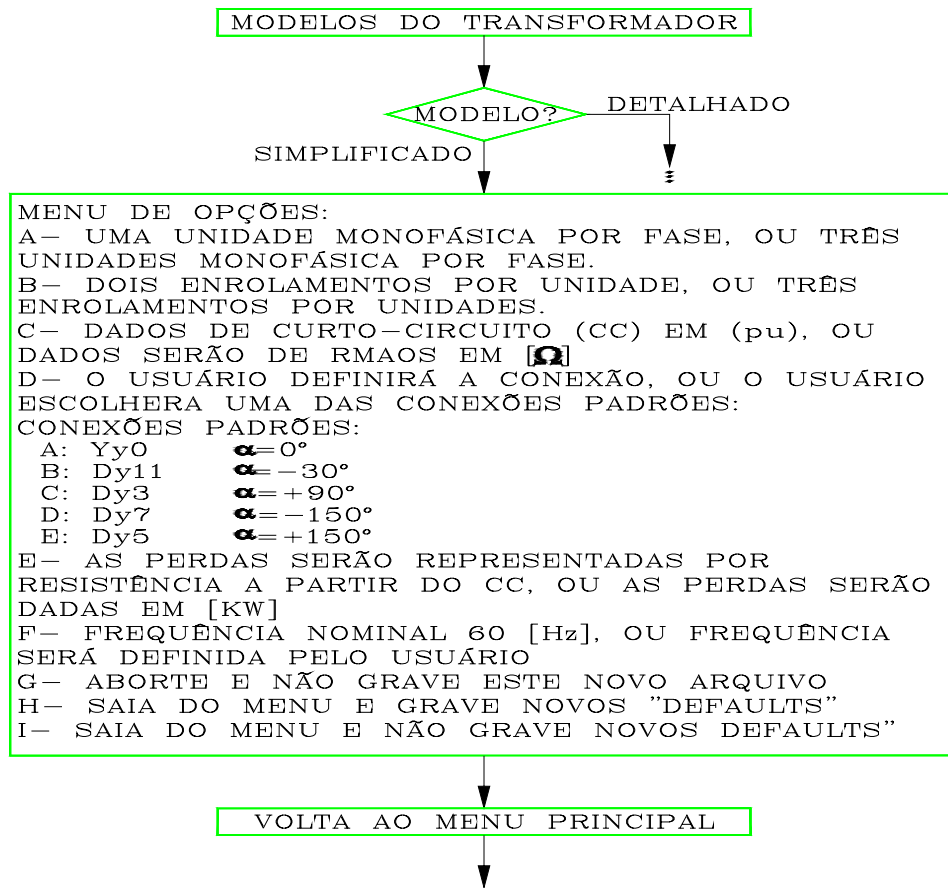 MODELOS DO TRANSFORMADOR
MODELO?
DETALHADO
SIMPLIFICADO
MENU DE OPÇÕES:
A– UMA UNIDADE MONOFÁSICA POR FASE, OU TRÊS
UNIDADES MONOFÁSICA POR FASE.
B– DOIS ENROLAMENTOS POR UNIDADE, OU TRÊS
ENROLAMENTOS POR UNIDADES.
C– DADOS DE CURTO–CIRCUITO (CC) EM (pu), OU
DADOS SERÃO DE RMAOS EM [Ω]
D– O USUÁRIO DEFINIRÁ A CONEXÃO, OU O USUÁRIO
ESCOLHERA UMA DAS CONEXÕES PADRÕES:
CONEXÕES PADRÕES:
A: Yy0 α=0°
B: Dy11 α=–30°
C: Dy3 α=+90°
D: Dy7 α=–150°
E: Dy5 α=+150°
E– AS PERDAS SERÃO REPRESENTADAS POR
RESISTÊNCIA A PARTIR DO CC, OU AS PERDAS SERÃO
DADAS EM [KW]
F– FREQUÊNCIA NOMINAL 60 [Hz], OU FREQUÊNCIA
SERÁ DEFINIDA PELO USUÁRIO
G– ABORTE E NÃO GRAVE ESTE NOVO ARQUIVO
H– SAIA DO MENU E GRAVE NOVOS "DEFAULTS"
I– SAIA DO MENU E NÃO GRAVE NOVOS DEFAULTS"
VOLTA AO MENU PRINCIPAL